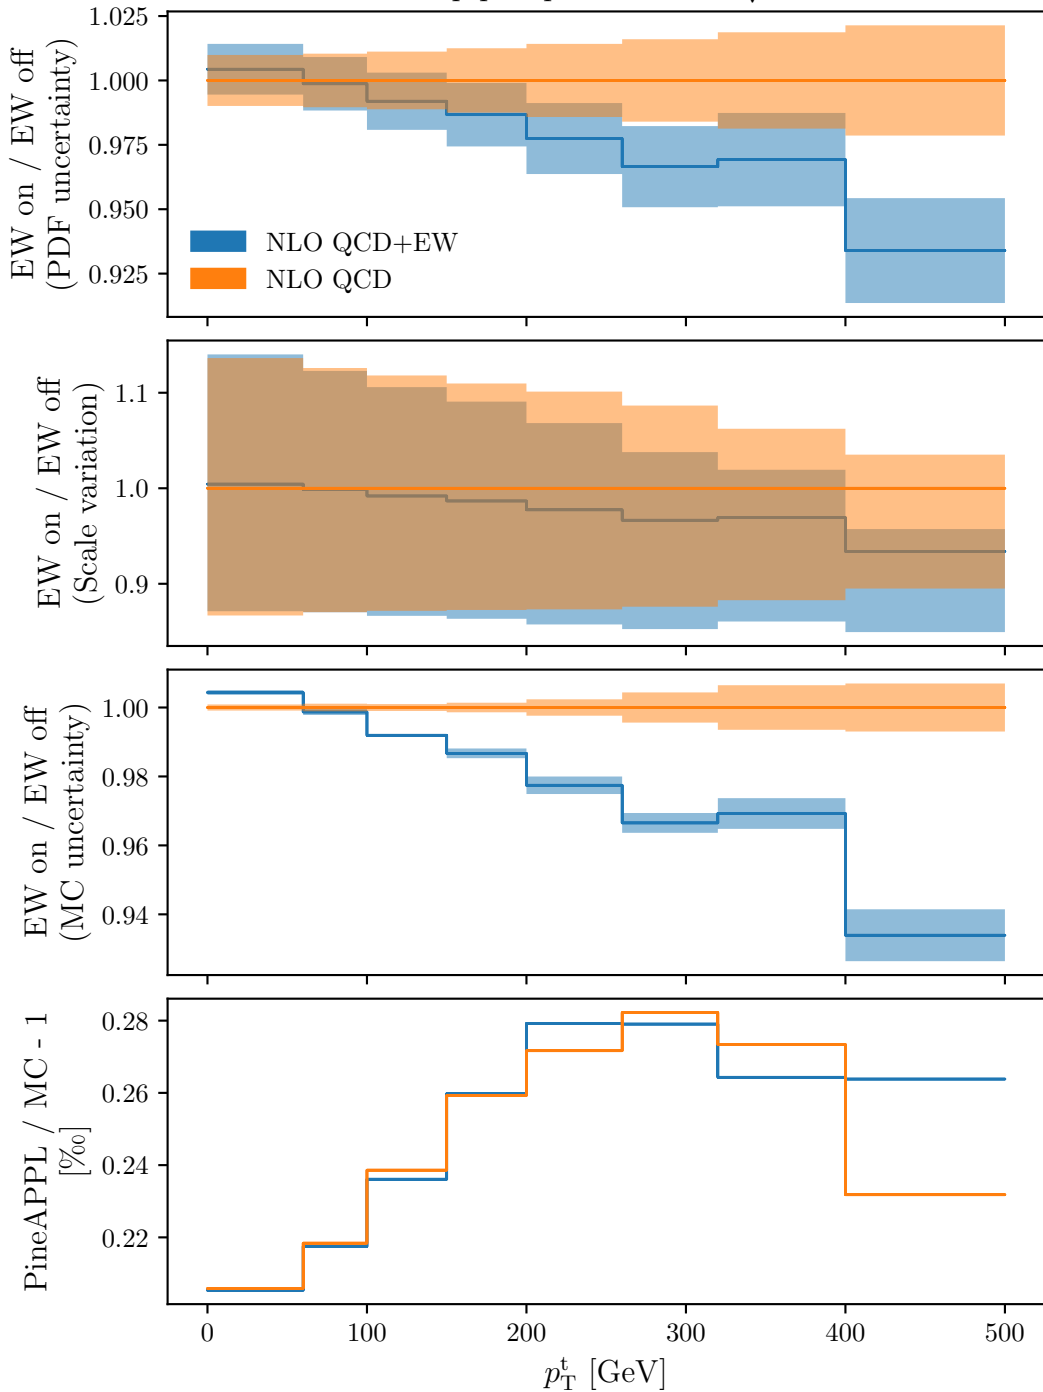 1.025
1.000
0.975
0.950
0.925
EW on / EW off
(PDF uncertainty)
NLO QCD+EW
NLO QCD
1.1
1.0
0.9
EW on / EW off
(Scale variation)
1.00
0.98
0.96
0.94
EW on / EW off
(MC uncertainty)
0.28
0.26
0.24
0.22
PineAPPL / MC - 1
[‰]
0 100 200 300 400 500
p_T^t [GeV]